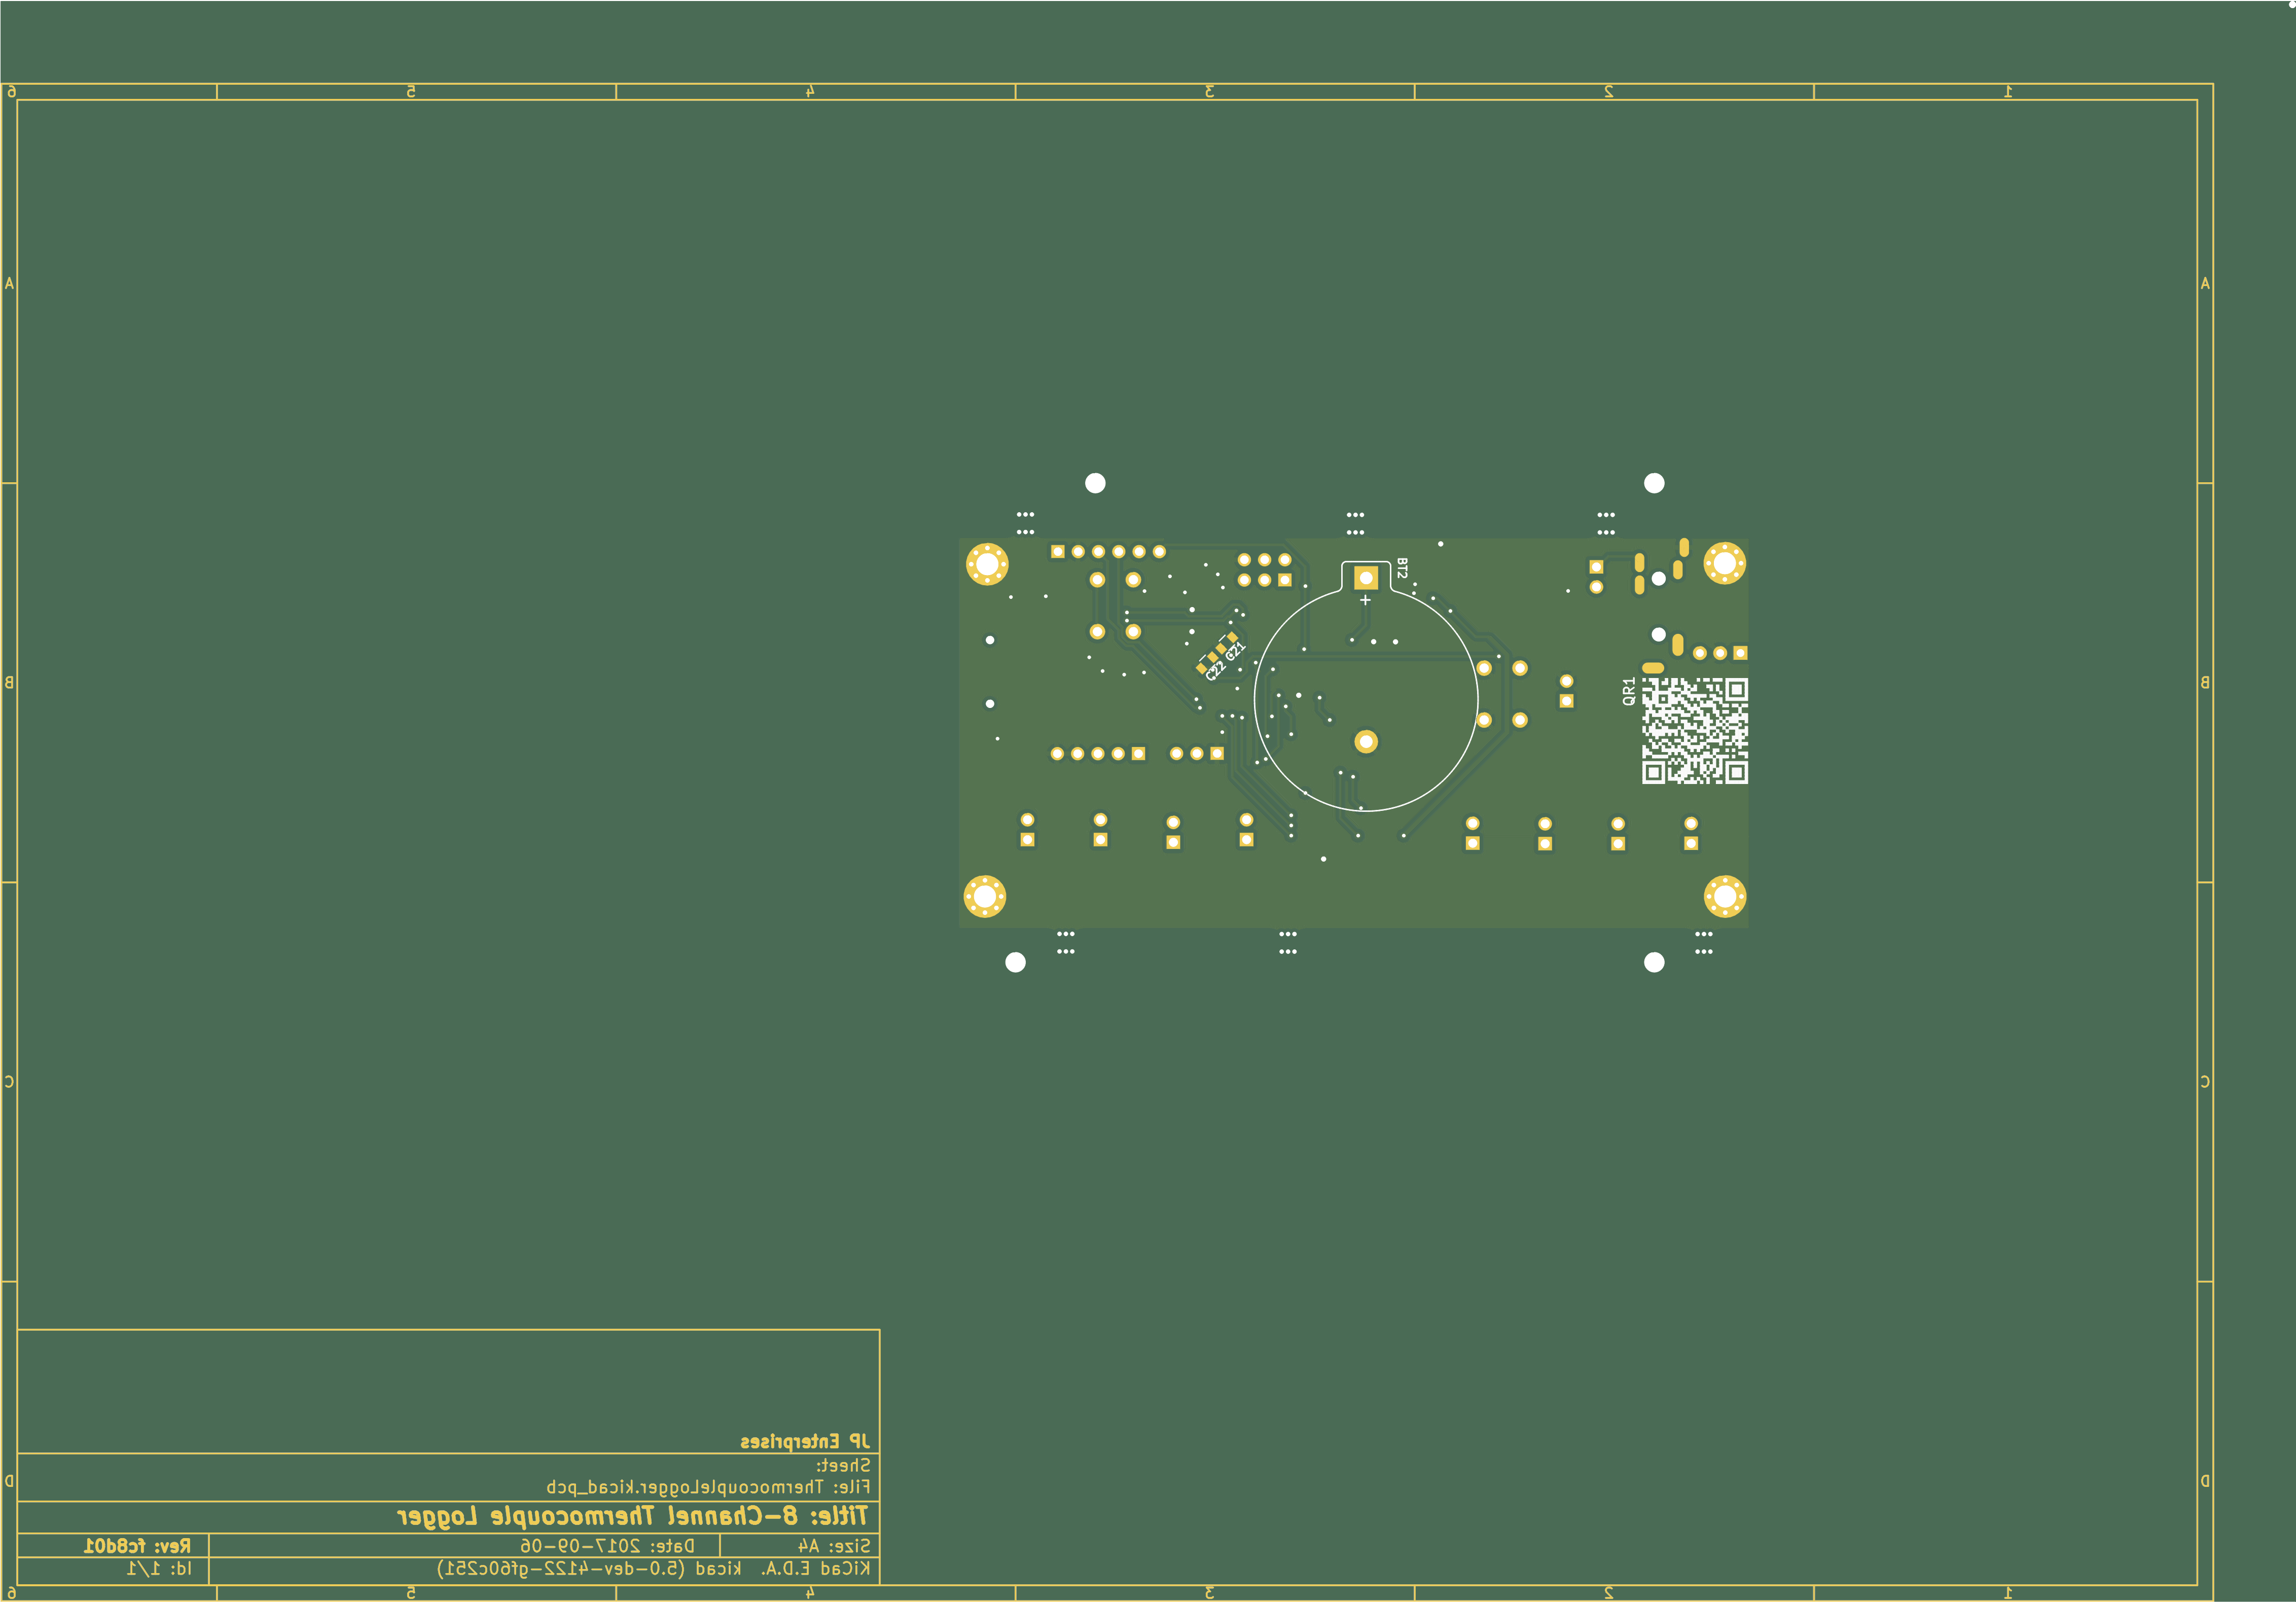 6 5 4 3 2 1
A A
BT2
+
C21
C22
QR1
B B
C C
JP Enterprises
Sheet:
File: ThermocoupleLogger.kicad_pcb
D D
Title: 8-Channel Thermocouple Logger
Size: A4 Date: 2017-09-06 Rev: fc8d01
KiCad E.D.A. kicad (5.0-dev-4122-gf60c251) Id: 1/1
6 5 4 3 2 1